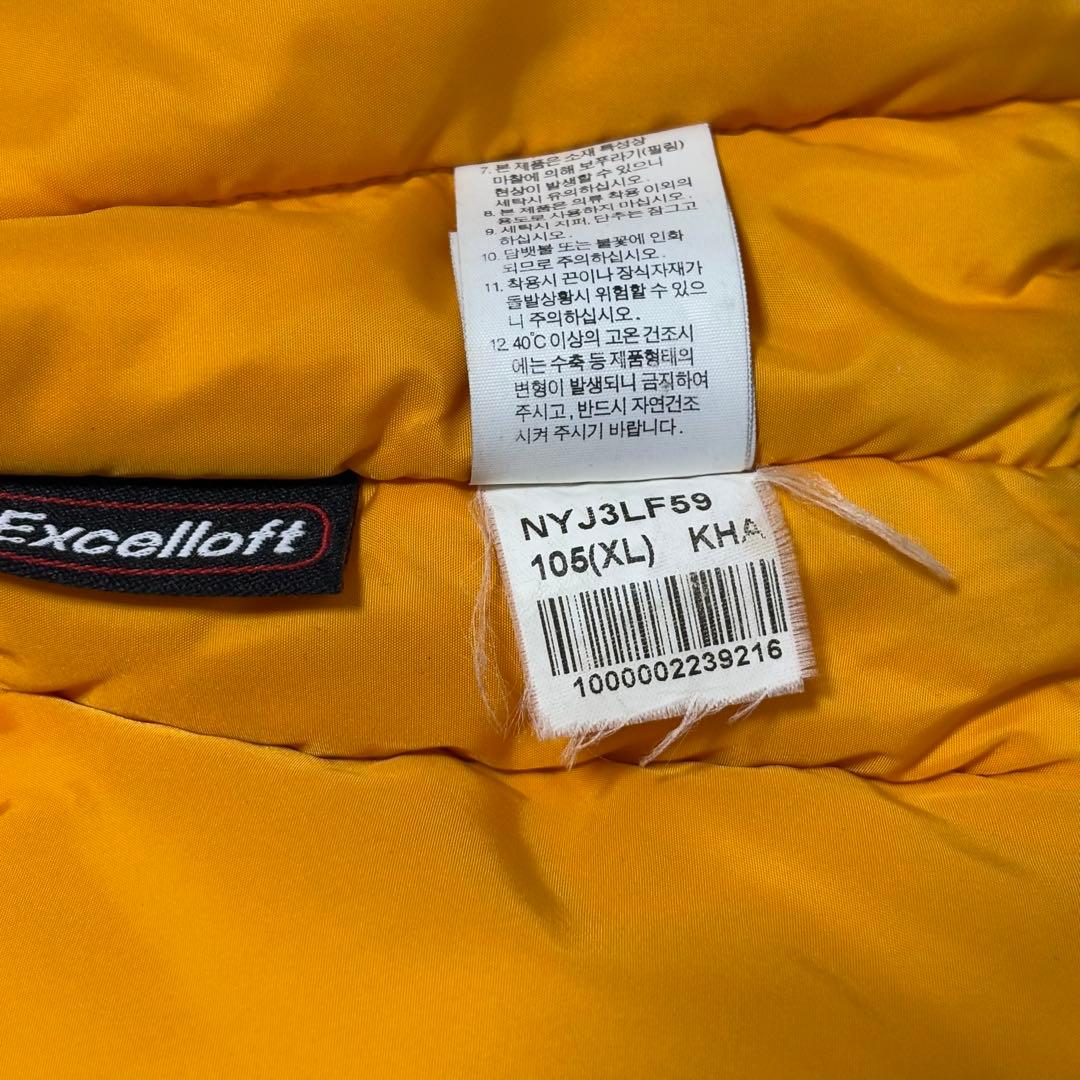 7. 본 제품은 소재 특성상
마찰에 의해 보푸라기(필링)
현상이 발생할 수 있으니
세탁시 유의하십시오.
8. 본 제품은 의류 착용 이외의
용도로 사용하지 마십시오.
9. 세탁시 지퍼, 단추는 잠그고
하십시오.
10. 담뱃불 또는 불꽃에 인화
되므로 주의하십시오.
11. 착용시 끈이나 장식자재가
돌발상황시 위험할 수 있으
니 주의하십시오.
12. 40℃ 이상의 고온 건조시
에는 수축 등 제품형태의
변형이 발생되니 금지하여
주시고, 반드시 자연건조
시켜 주시기 바랍니다.
Excelloft
NYJ3LF59
105(XL) KHA
1000002239216